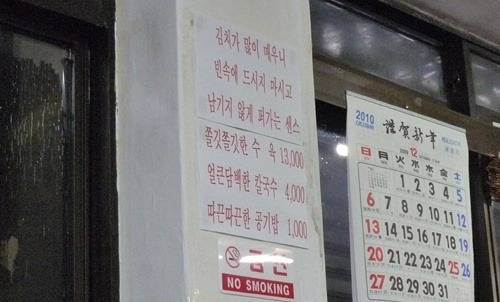 김치가 많이 매우니
빈속에 드시지 마시고
남기지 않게 퍼가는 센스
쫄깃쫄깃한 수 육 13,000
얼큰담백한 칼국수 4,000
따끈따끈한 공기밥 1,000
금연
NO SMOKING
2010
謹賀新年
12
日 月 火 水 木 金 土
1 2 3 4 5
6 7 8 9 10 11 12
13 14 15 16 17 18 19
20 21 22 23 24 25 26
27 28 29 30 31